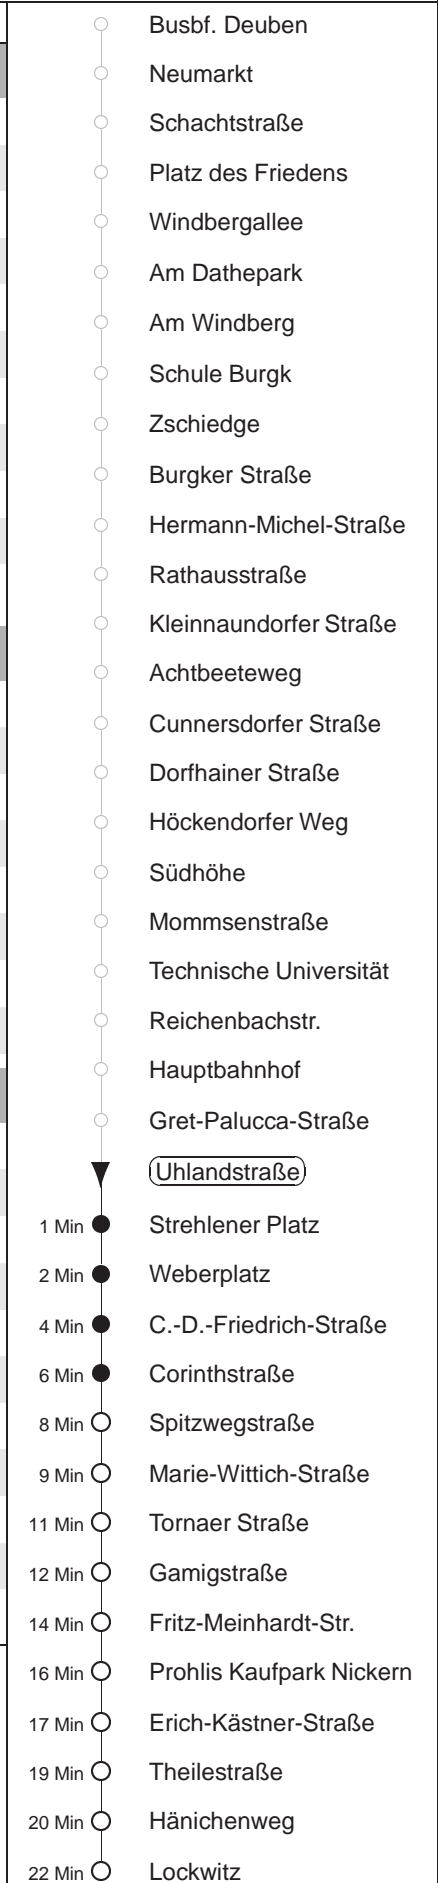 Busbf. Deuben
Neumarkt
Schachtstraße
Platz des Friedens
Windbergallee
Am Dathepark
Am Windberg
Schule Burgk
Zschiedge
Burgker Straße
Hermann-Michel-Straße
Rathausstraße
Kleinnaundorfer Straße
Achtbeeteweg
Cunnersdorfer Straße
Dorfhainer Straße
Höckendorfer Weg
Südhöhe
Mommsenstraße
Technische Universität
Reichenbachstr.
Hauptbahnhof
Gret-Palucca-Straße
Uhlandstraße
1 Min Strehlener Platz
2 Min Weberplatz
4 Min C.-D.-Friedrich-Straße
6 Min Corinthstraße
8 Min Spitzwegstraße
9 Min Marie-Wittich-Straße
11 Min Tornaer Straße
12 Min Gamigstraße
14 Min Fritz-Meinhardt-Str.
16 Min Prohlis Kaufpark Nickern
17 Min Erich-Kästner-Straße
19 Min Theilestraße
20 Min Hänichenweg
22 Min Lockwitz